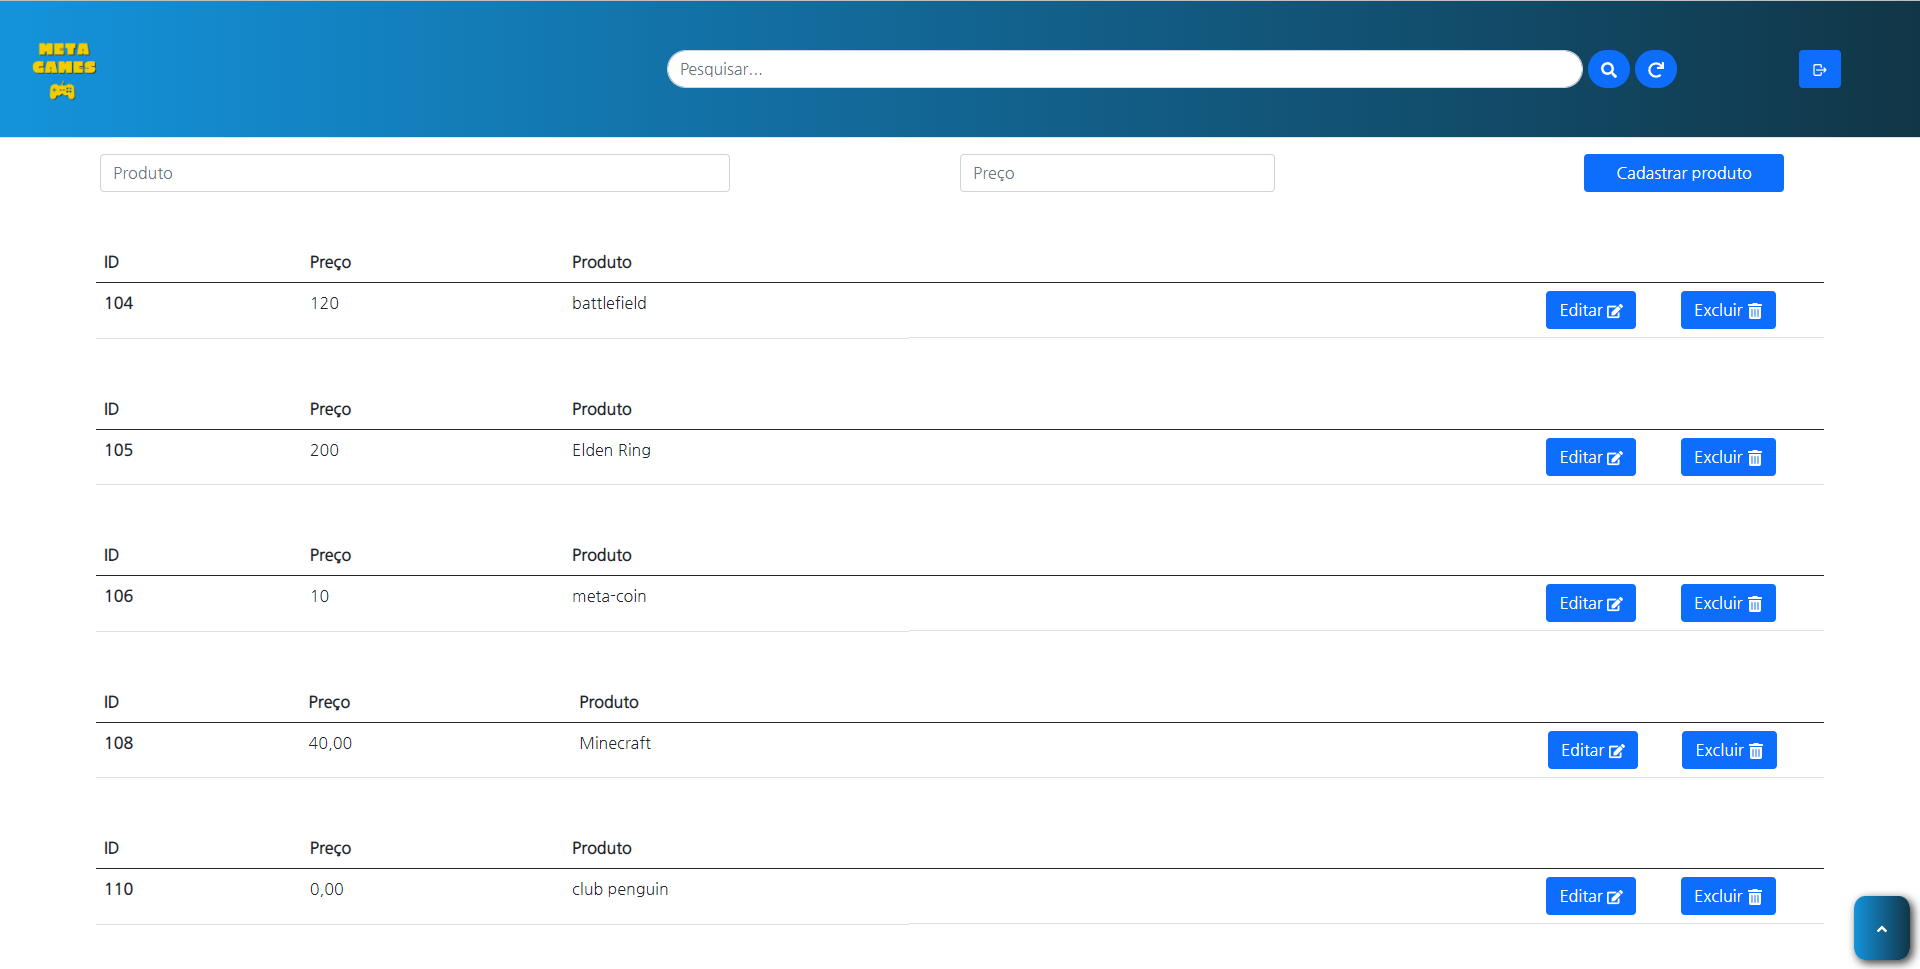 META
GAMES
Pesquisar...
Produto Preço Cadastrar produto
ID Preço Produto
104 120 battlefield Editar Excluir
ID Preço Produto
105 200 Elden Ring Editar Excluir
ID Preço Produto
106 10 meta-coin Editar Excluir
ID Preço Produto
108 40,00 Minecraft Editar Excluir
ID Preço Produto
110 0,00 club penguin Editar Excluir